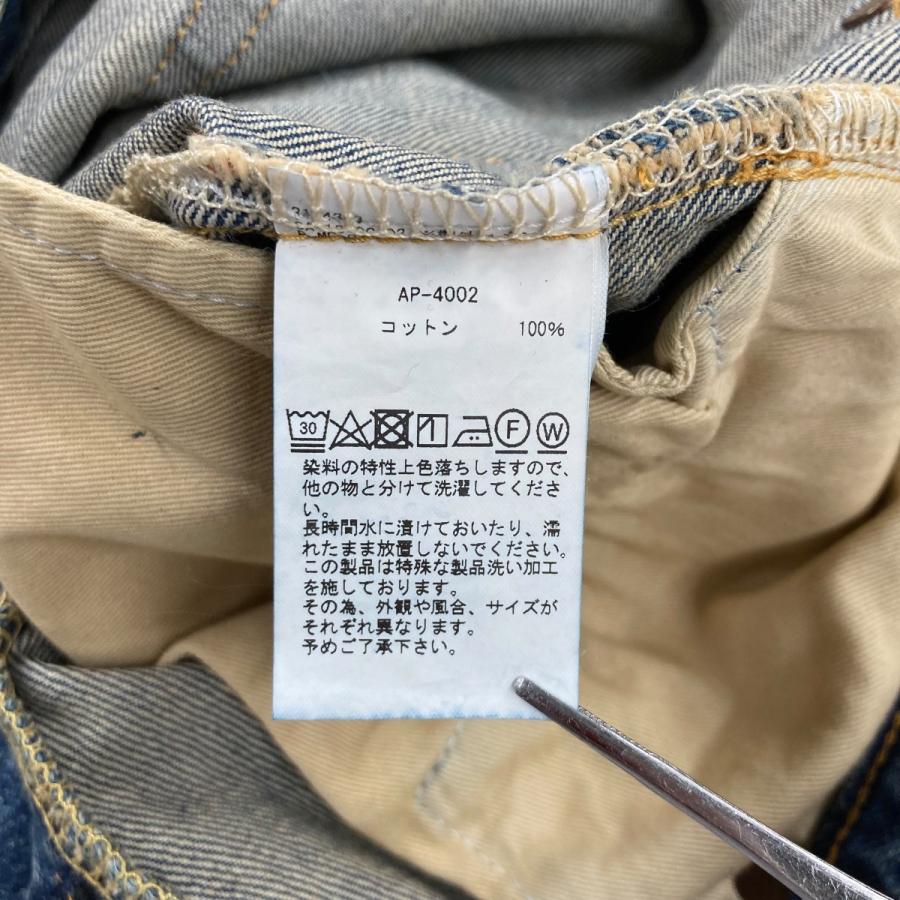 AP-4002
コットン 100%
30 F W
染料の特性上色落ちしますので、
他の物と分けて洗濯してくださ
い。
長時間水に漬けておいたり、濡
れたまま放置しないでください。
この製品は特殊な製品洗い加工
を施しております。
その為、外観や風合、サイズが
それぞれ異なります。
予めご了承下さい。